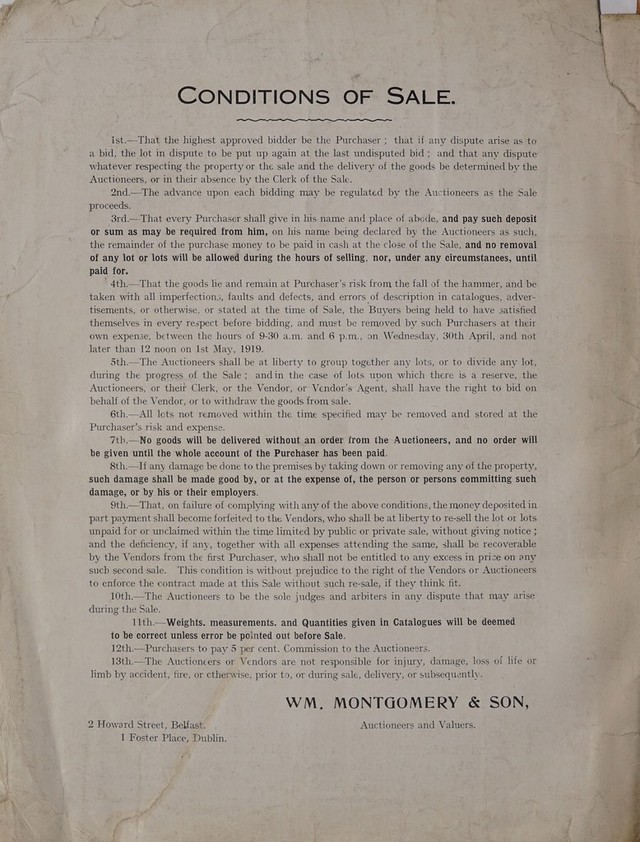 CONDITIONS OF SALE.
1st.—That the highest approved bidder be the Purchaser ; that if any dispute arise as to
a bid, the lot in dispute to be put up again at the last undisputed bid ; and that any dispute
whatever respecting the property or the sale and the delivery of the goods be determined by the
Auctioneers, or in their absence by the Clerk of the Sale.
2nd.—The advance upon each bidding may be regulated by the Auctioneers as the Sale
proceeds.
3rd.—That every Purchaser shall give in his name and place of abode, and pay such deposit
or sum as may be required from him, on his name being declared by the Auctioneers as such,
the remainder of the purchase money to be paid in cash at the close of the Sale, and no removal
of any lot or lots will be allowed during the hours of selling, nor, under any circumstances, until
paid for.
4th.—That the goods lie and remain at Purchaser's risk from the fall of the hammer, and be
taken with all imperfections, faults and defects, and errors of description in catalogues, adver-
tisements, or otherwise, or stated at the time of Sale, the Buyers being held to have satisfied
themselves in every respect before bidding, and must be removed by such Purchasers at their
own expense, between the hours of 9-30 a.m. and 6 p.m., on Wednesday, 30th April, and not
later than 12 noon on 1st May, 1919.
5th.—The Auctioneers shall be at liberty to group together any lots, or to divide any lot,
during the progress of the Sale ; and in the case of lots upon which there is a reserve, the
Auctioneers, or their Clerk, or the Vendor, or Vendor's Agent, shall have the right to bid on
behalf of the Vendor, or to withdraw the goods from sale.
6th.—All lots not removed within the time specified may be removed and stored at the
Purchaser's risk and expense.
7th.—No goods will be delivered without an order from the Auctioneers, and no order will
be given until the whole account of the Purchaser has been paid.
8th.—If any damage be done to the premises by taking down or removing any of the property,
such damage shall be made good by, or at the expense of, the person or persons committing such
damage, or by his or their employers.
9th.—That, on failure of complying with any of the above conditions, the money deposited in
part payment shall become forfeited to the Vendors, who shall be at liberty to re-sell the lot or lots
unpaid for or unclaimed within the time limited by public or private sale, without giving notice ;
and the deficiency, if any, together with all expenses attending the same, shall be recoverable
by the Vendors from the first Purchaser, who shall not be entitled to any excess in price on any
such second sale. This condition is without prejudice to the right of the Vendors or Auctioneers
to enforce the contract made at this Sale without such re-sale, if they think fit.
10th.—The Auctioneers to be the sole judges and arbiters in any dispute that may arise
during the Sale.
11th.—Weights, measurements, and Quantities given in Catalogues will be deemed
to be correct unless error be pointed out before Sale.
12th.—Purchasers to pay 5 per cent. Commission to the Auctioneers.
13th.—The Auctioneers or Vendors are not responsible for injury, damage, loss of life or
limb by accident, fire, or otherwise, prior to, or during sale, delivery, or subsequently.
WM. MONTGOMERY & SON,
2 Howard Street, Belfast. Auctioneers and Valuers.
1 Foster Place, Dublin.